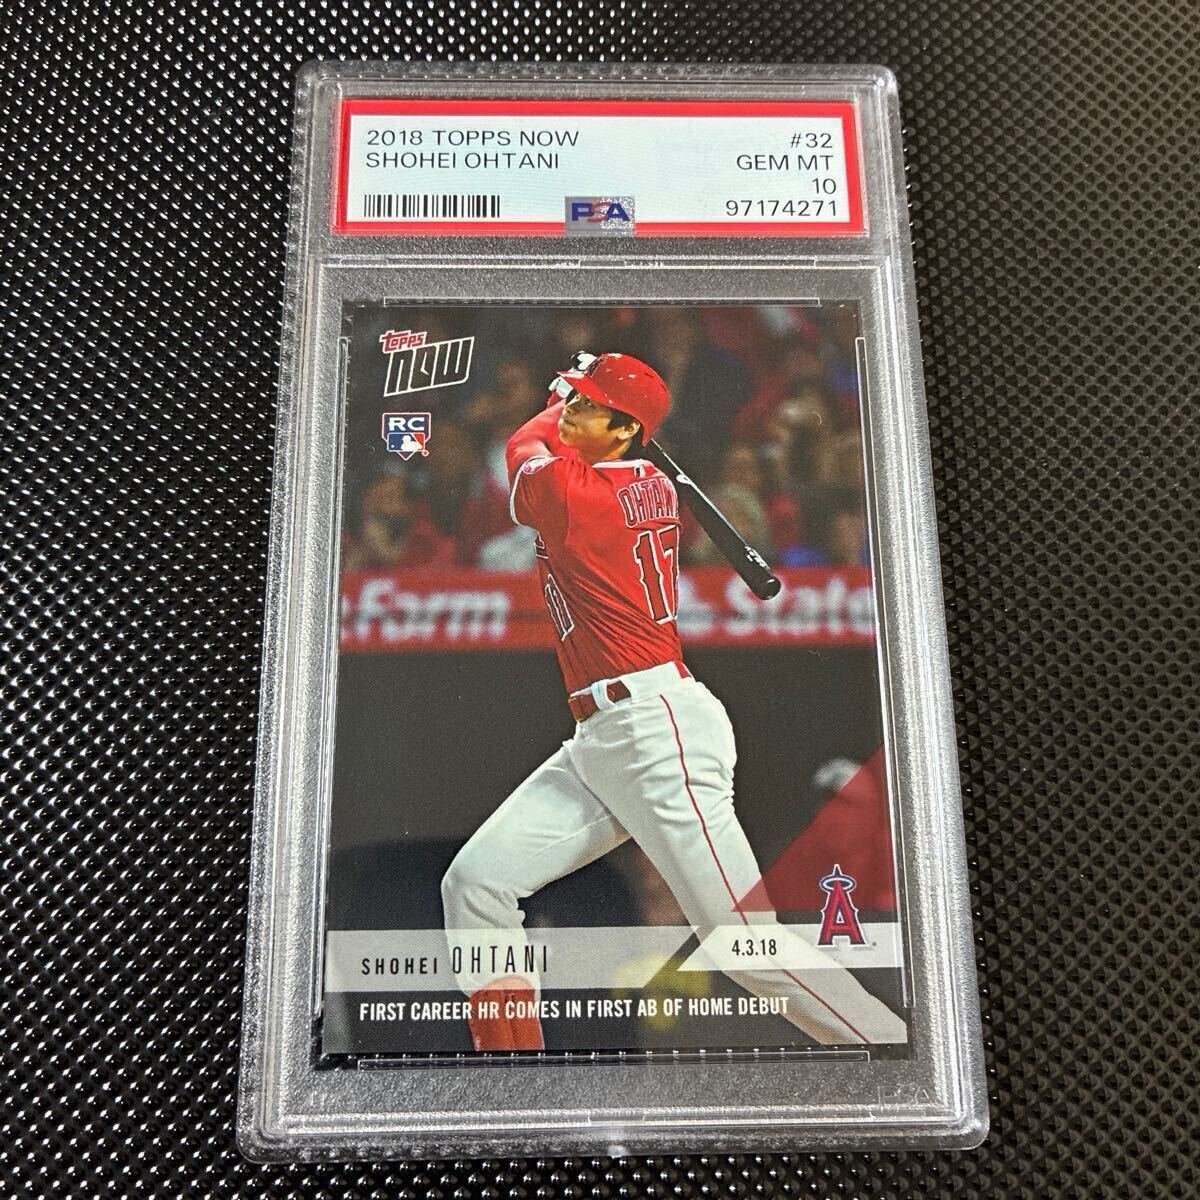 2018 TOPPS NOW #32
SHOHEI OHTANI GEM MT
10
PSA 97174271
topps
NOW
RC
OHTANI
17
Farm
State
A
SHOHEI OHTANI 4.3.18
FIRST CAREER HR COMES IN FIRST AB OF HOME DEBUT
PSA